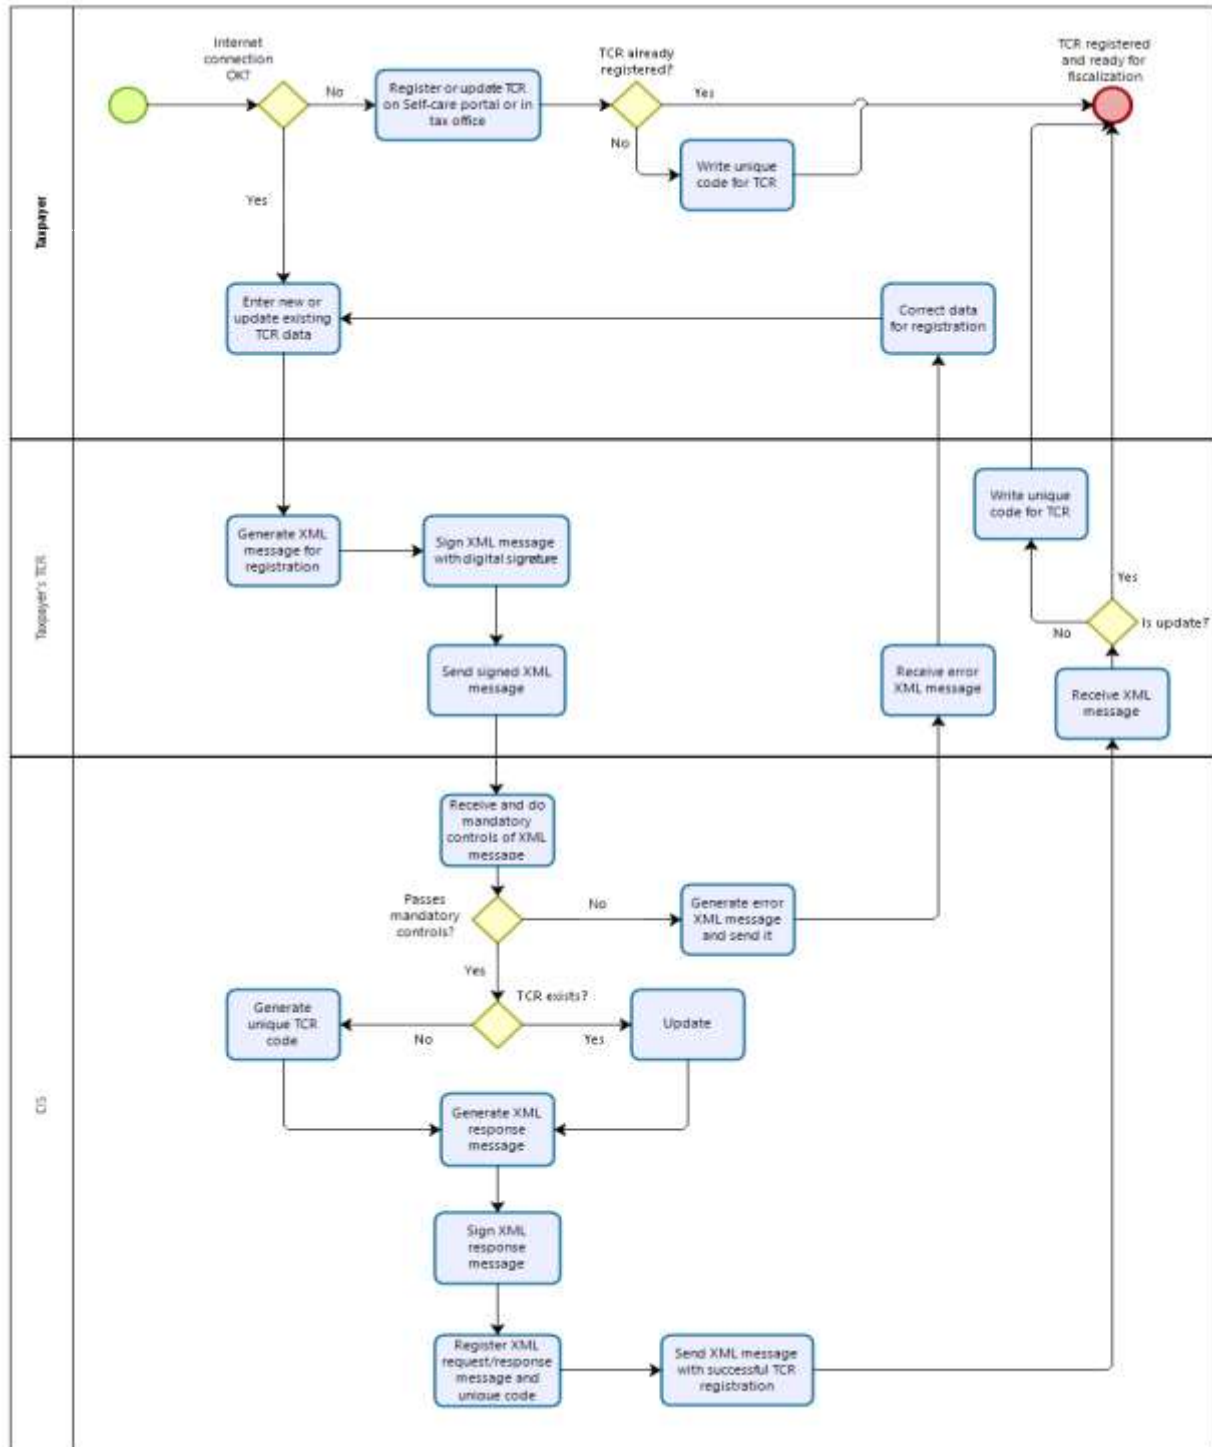 Internet
connection
OK?
No
Register or update TCR
on Self-care portal or in
tax office
TCR already
registered?
Yes
No
Write unique
code for TCR
TCR registered
and ready for
fiscalization
Yes
Taxpayer
Enter new or
update existing
TCR data
Correct data
for registration
Taxpayer's TCR
Generate XML
message for
registration
Sign XML message
with digital signature
Send signed XML
message
Receive error
XML message
Write unique
code for TCR
Yes
No
Is update?
Receive XML
message
CIS
Receive and do
mandatory
controls of XML
message
Passes
mandatory
controls?
No
Generate error
XML message
and send it
Yes
TCR exists?
Generate
unique TCR
code
No
Yes
Update
Generate XML
response
message
Sign XML
response
message
Register XML
request/response
message and
unique code
Send XML message
with successful TCR
registration